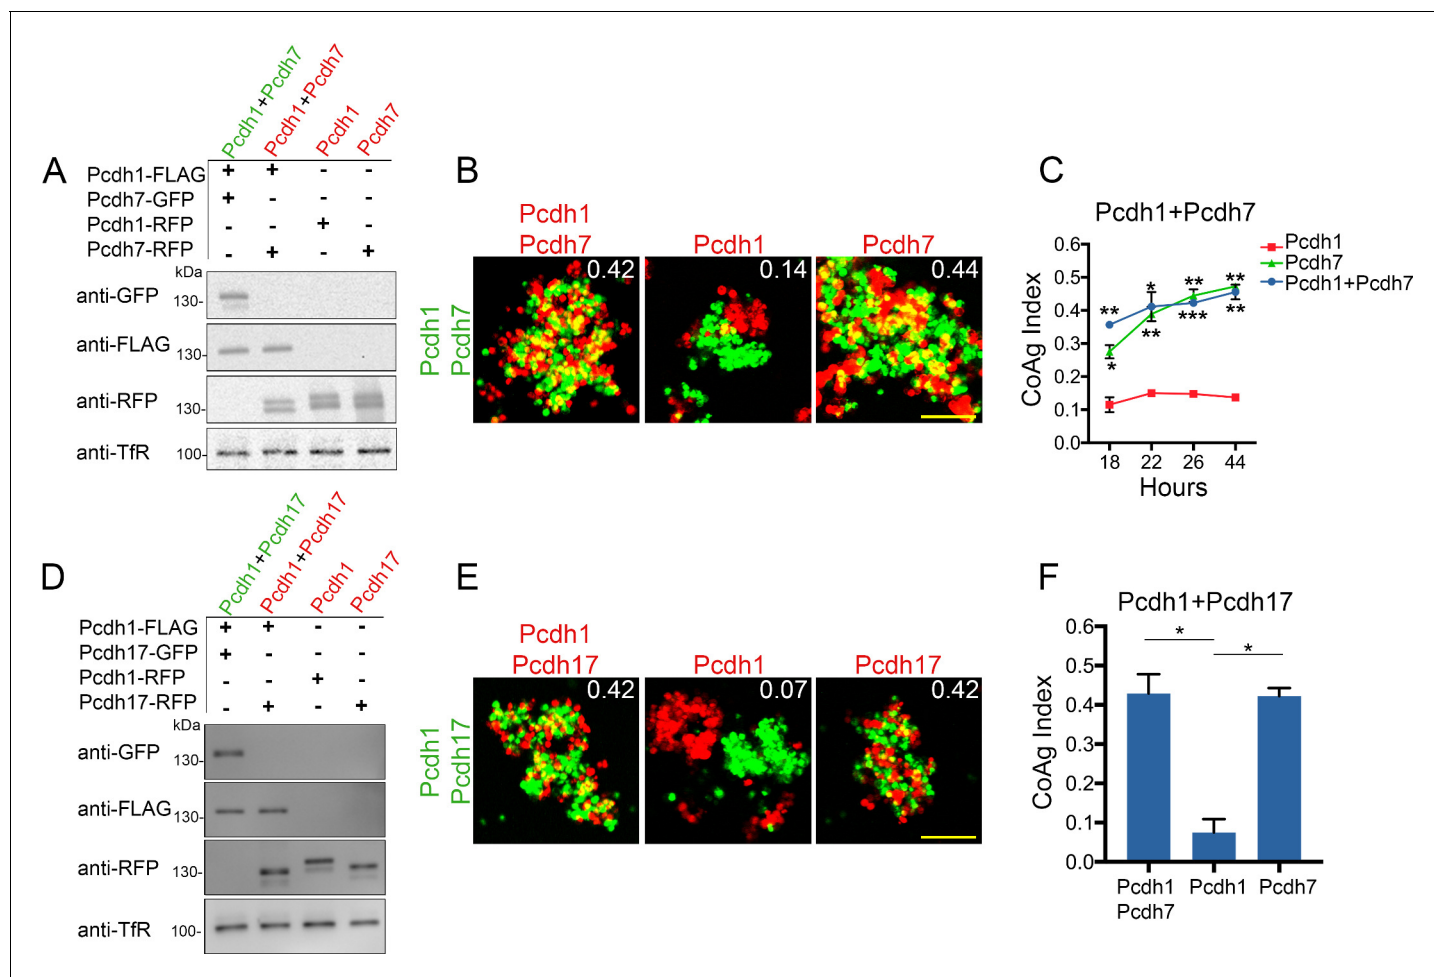 A
Pcdh1+Pcdh7
Pcdh1+Pcdh7
Pcdh1
Pcdh7
Pcdh1-FLAG + + - -
Pcdh7-GFP + - - -
Pcdh1-RFP - - + -
Pcdh7-RFP - + - +
kDa
anti-GFP 130-
anti-FLAG 130-
anti-RFP 130-
anti-TfR 100-
B
Pcdh1
Pcdh7 Pcdh1 Pcdh7
0.42 0.14 0.44
Pcdh1
Pcdh7
C
Pcdh1+Pcdh7
CoAg Index
0.6
0.5
0.4
0.3
0.2
0.1
0.0
** * ** **
* ** *** **
18 22 26 44
Hours
Pcdh1
Pcdh7
Pcdh1+Pcdh7
D
Pcdh1+Pcdh17
Pcdh1+Pcdh17
Pcdh1
Pcdh17
Pcdh1-FLAG + + - -
Pcdh17-GFP + - - -
Pcdh1-RFP - - + -
Pcdh17-RFP - + - +
kDa
anti-GFP 130-
anti-FLAG 130-
anti-RFP 130-
anti-TfR 100-
E
Pcdh1
Pcdh17 Pcdh1 Pcdh17
0.42 0.07 0.42
Pcdh1
Pcdh17
F
Pcdh1+Pcdh17
CoAg Index
0.6
0.5
0.4
0.3
0.2
0.1
0.0
* *
Pcdh1 Pcdh1 Pcdh7
Pcdh7